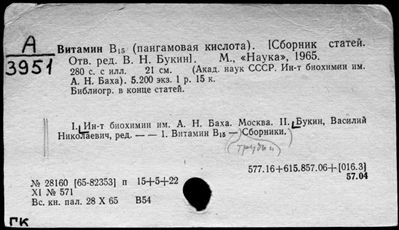 А
3951
Витамин B₁₅ (пангамовая кислота). [Сборник статей.
Отв. ред. В. Н. Букин]. М., «Наука», 1965.
280 с. с илл. 21 см. (Акад. наук СССР. Ин-т биохимии им.
А. Н. Баха). 5.200 экз. 1 р. 15 к.
Библиогр. в конце статей.
I. Ин-т биохимии им. А. Н. Баха. Москва. II. Букин, Василий
Николаевич, ред. — — 1. Витамин B₁₅ — Сборники.
(труды)
577.16+615.857.06+[016.3]
57.04
№ 28160 [65-82353] п 15+5+22
XI № 571
Вс. кн. пал. 28 X 65 В54
ГК